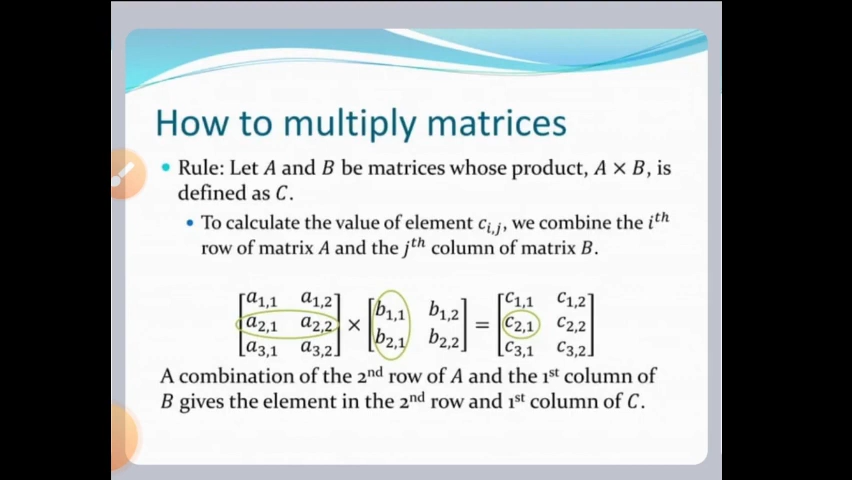 How to multiply matrices
• Rule: Let A and B be matrices whose product, A × B, is
defined as C.
• To calculate the value of element c_{i,j}, we combine the i^{th}
row of matrix A and the j^{th} column of matrix B.
[a_{1,1} a_{1,2}] [b_{1,1} b_{1,2}] [c_{1,1} c_{1,2}]
[a_{2,1} a_{2,2}] × [b_{2,1} b_{2,2}] = [c_{2,1} c_{2,2}]
[a_{3,1} a_{3,2}] [c_{3,1} c_{3,2}]
A combination of the 2nd row of A and the 1st column of
B gives the element in the 2nd row and 1st column of C.